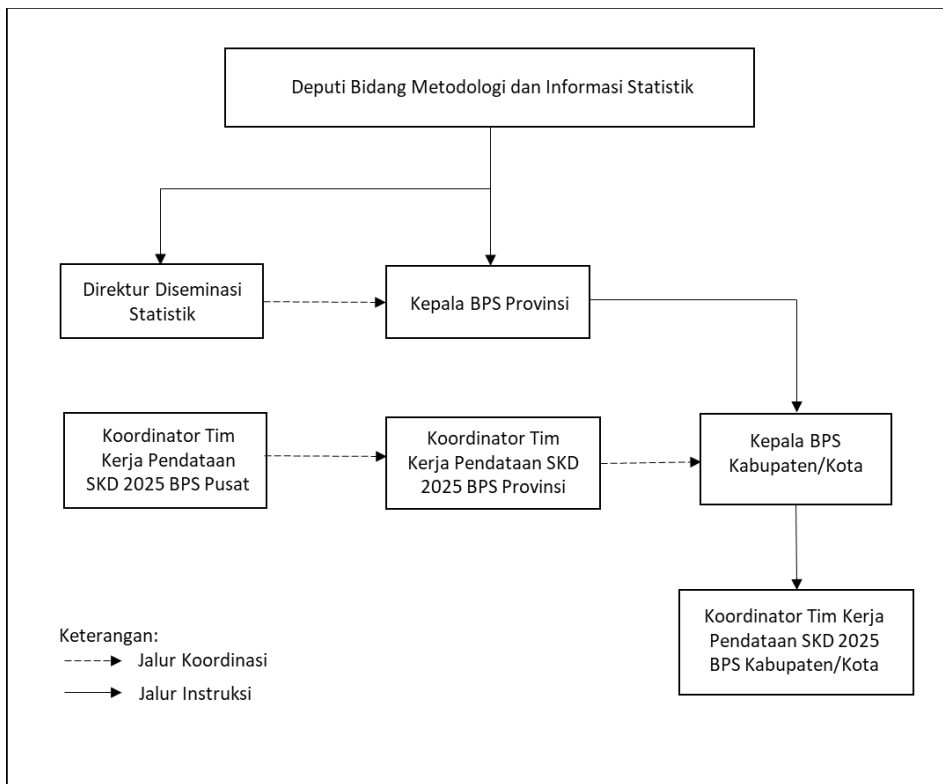 Deputi Bidang Metodologi dan Informasi Statistik
Direktur Diseminasi
Statistik
Kepala BPS Provinsi
Koordinator Tim
Kerja Pendataan
SKD 2025 BPS Pusat
Koordinator Tim
Kerja Pendataan SKD
2025 BPS Provinsi
Kepala BPS
Kabupaten/Kota
Koordinator Tim Kerja
Pendataan SKD 2025
BPS Kabupaten/Kota
Keterangan:
Jalur Koordinasi
Jalur Instruksi